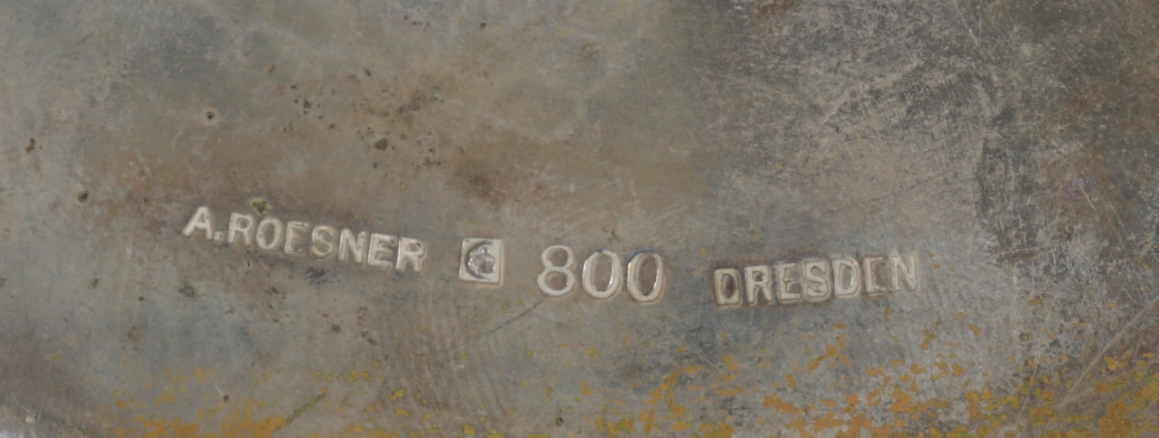 A.ROESNER G 800 DRESDEN